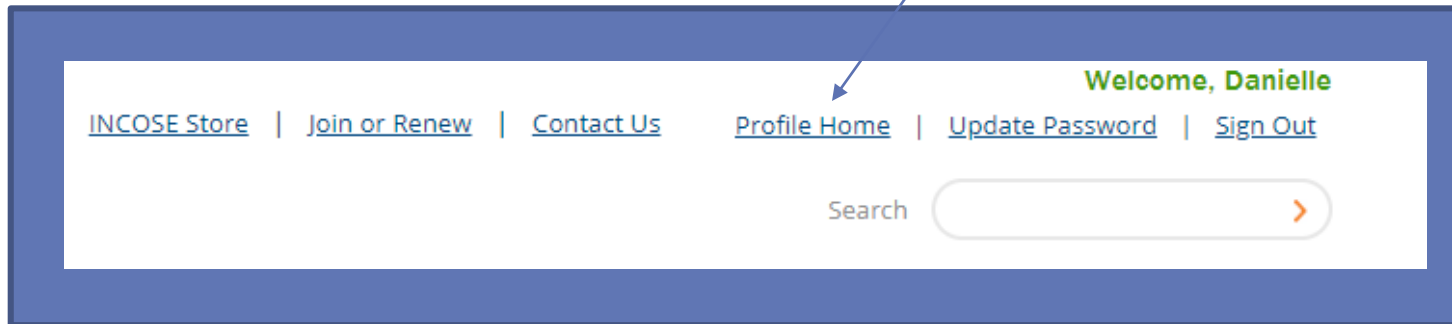 Welcome, Danielle
INCOSE Store | Join or Renew | Contact Us Profile Home | Update Password | Sign Out
Search